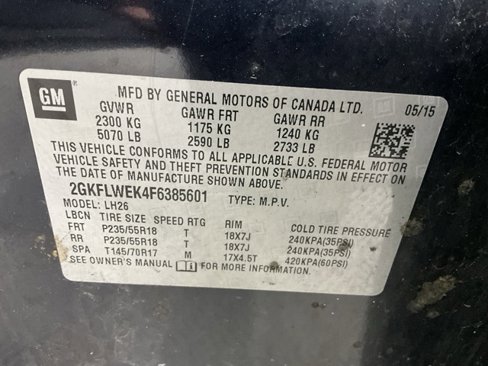 GM
MFD BY GENERAL MOTORS OF CANADA LTD. 05/15
GVWR GAWR FRT GAWR RR
2300 KG 1175 KG 1240 KG
5070 LB 2590 LB 2733 LB
THIS VEHICLE CONFORMS TO ALL APPLICABLE U.S. FEDERAL MOTOR
VEHICLE SAFETY AND THEFT PREVENTION STANDARDS IN EFFECT ON
THE DATE OF MANUFACTURE SHOWN ABOVE.
2GKFLWEK4F6385601 TYPE: M.P.V.
MODEL: LH26
LBCN TIRE SIZE SPEED RTG RIM COLD TIRE PRESSURE
FRT P235/55R18 T 18X7J 240KPA(35PSI)
RR P235/55R18 T 18X7J 240KPA(35PSI)
SPA T145/70R17 M 17X4.5T 420KPA(60PSI)
SEE OWNER'S MANUAL FOR MORE INFORMATION